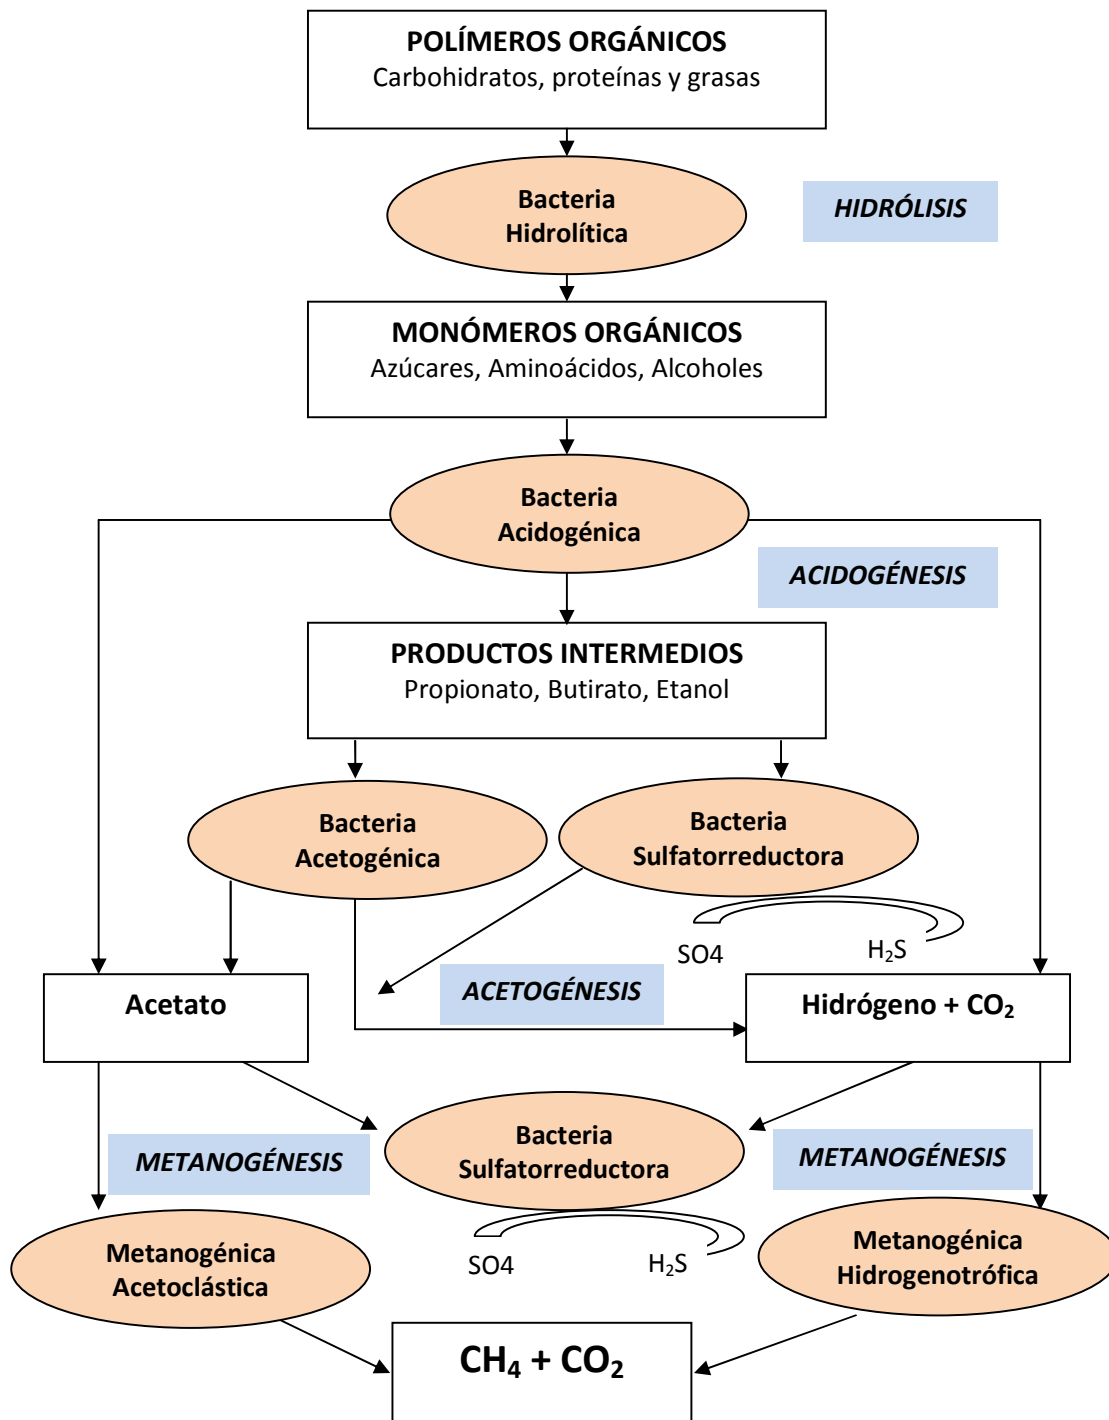 POLÍMEROS ORGÁNICOS
Carbohidratos, proteínas y grasas
Bacteria
Hidrolítica
HIDRÓLISIS
MONÓMEROS ORGÁNICOS
Azúcares, Aminoácidos, Alcoholes
Bacteria
Acidogénica
ACIDOGÉNESIS
PRODUCTOS INTERMEDIOS
Propionato, Butirato, Etanol
Bacteria
Acetogénica
Bacteria
Sulfatorreductora
SO4
H₂S
ACETOGÉNESIS
Acetato
Hidrógeno + CO₂
Bacteria
Sulfatorreductora
METANOGÉNESIS
METANOGÉNESIS
SO4
H₂S
Metanogénica
Acetoclástica
Metanogénica
Hidrogenotrófica
CH₄ + CO₂